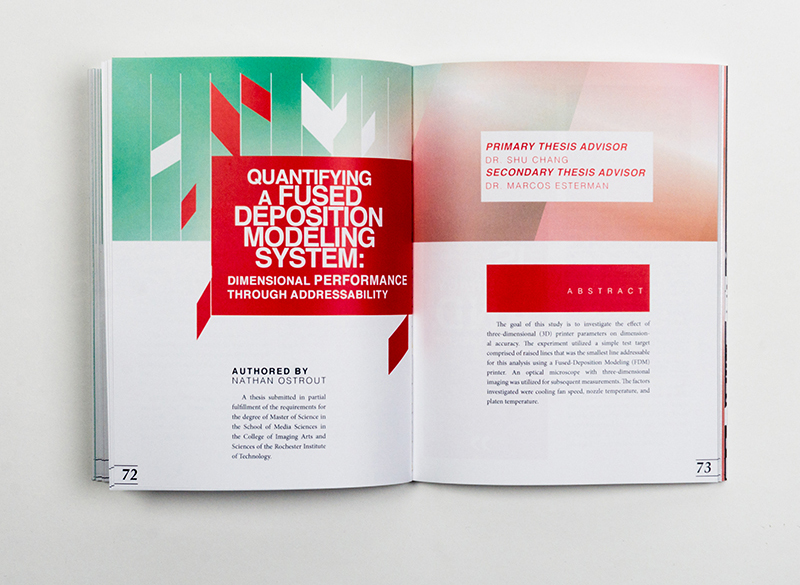 QUANTIFYING
A FUSED
DEPOSITION
MODELING
SYSTEM:
DIMENSIONAL PERFORMANCE
THROUGH ADDRESSABILITY
AUTHORED BY
NATHAN OSTROUT
A thesis submitted in partial
fulfillment of the requirements for
the degree of Master of Science in
the School of Media Sciences in
the College of Imaging Arts and
Sciences of the Rochester Institute
of Technology.
72
PRIMARY THESIS ADVISOR
DR. SHU CHANG
SECONDARY THESIS ADVISOR
DR. MARCOS ESTERMAN
ABSTRACT
The goal of this study is to investigate the effect of
three-dimensional (3D) printer parameters on dimension-
al accuracy. The experiment utilized a simple test target
comprised of raised lines that was the smallest line addressable
for this analysis using a Fused-Deposition Modeling (FDM)
printer. An optical microscope with three-dimensional
imaging was utilized for subsequent measurements. The factors
investigated were cooling fan speed, nozzle temperature, and
platen temperature.
73